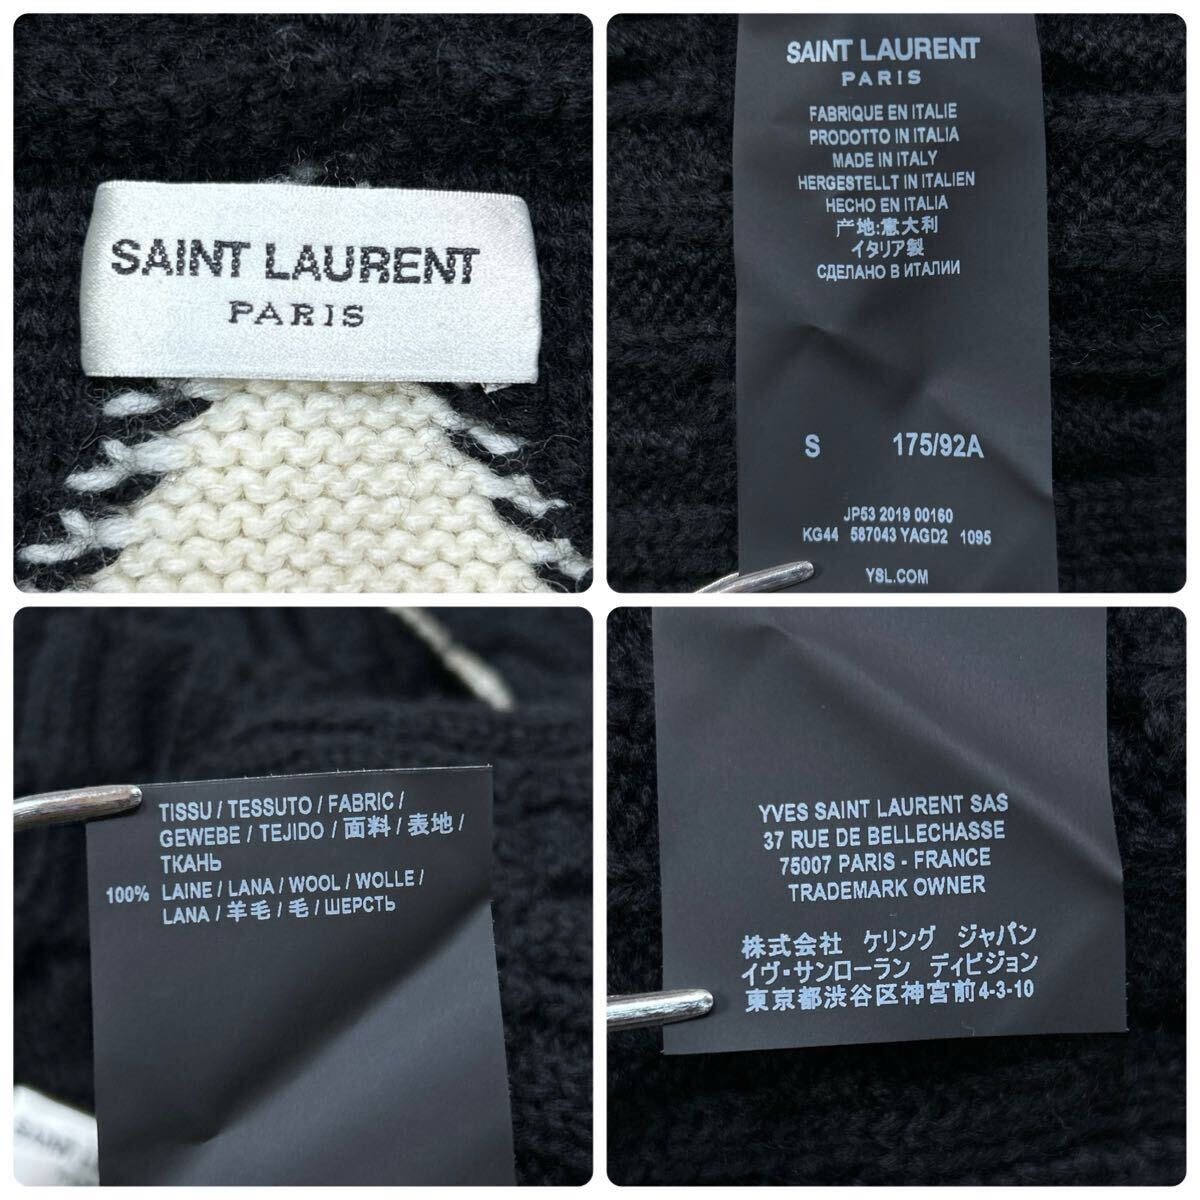 SAINT LAURENT
PARIS
SAINT LAURENT
PARIS
FABRIQUE EN ITALIE
PRODOTTO IN ITALIA
MADE IN ITALY
HERGESTELLT IN ITALIEN
HECHO EN ITALIA
产地:意大利
イタリア製
СДЕЛАНО В ИТАЛИИ
S 175/92A
JP53 2019 00160
KG44 587043 YAGD2 1095
YSL.COM
TISSU / TESSUTO / FABRIC /
GEWEBE / TEJIDO / 面料 / 表地 /
ТКАНЬ
100% LAINE / LANA / WOOL / WOLLE /
LANA / 羊毛 / 毛 / ШЕРСТЬ
YVES SAINT LAURENT SAS
37 RUE DE BELLECHASSE
75007 PARIS - FRANCE
TRADEMARK OWNER
株式会社 ケリング ジャパン
イヴ・サンローラン ディビジョン
東京都渋谷区神宮前4-3-10